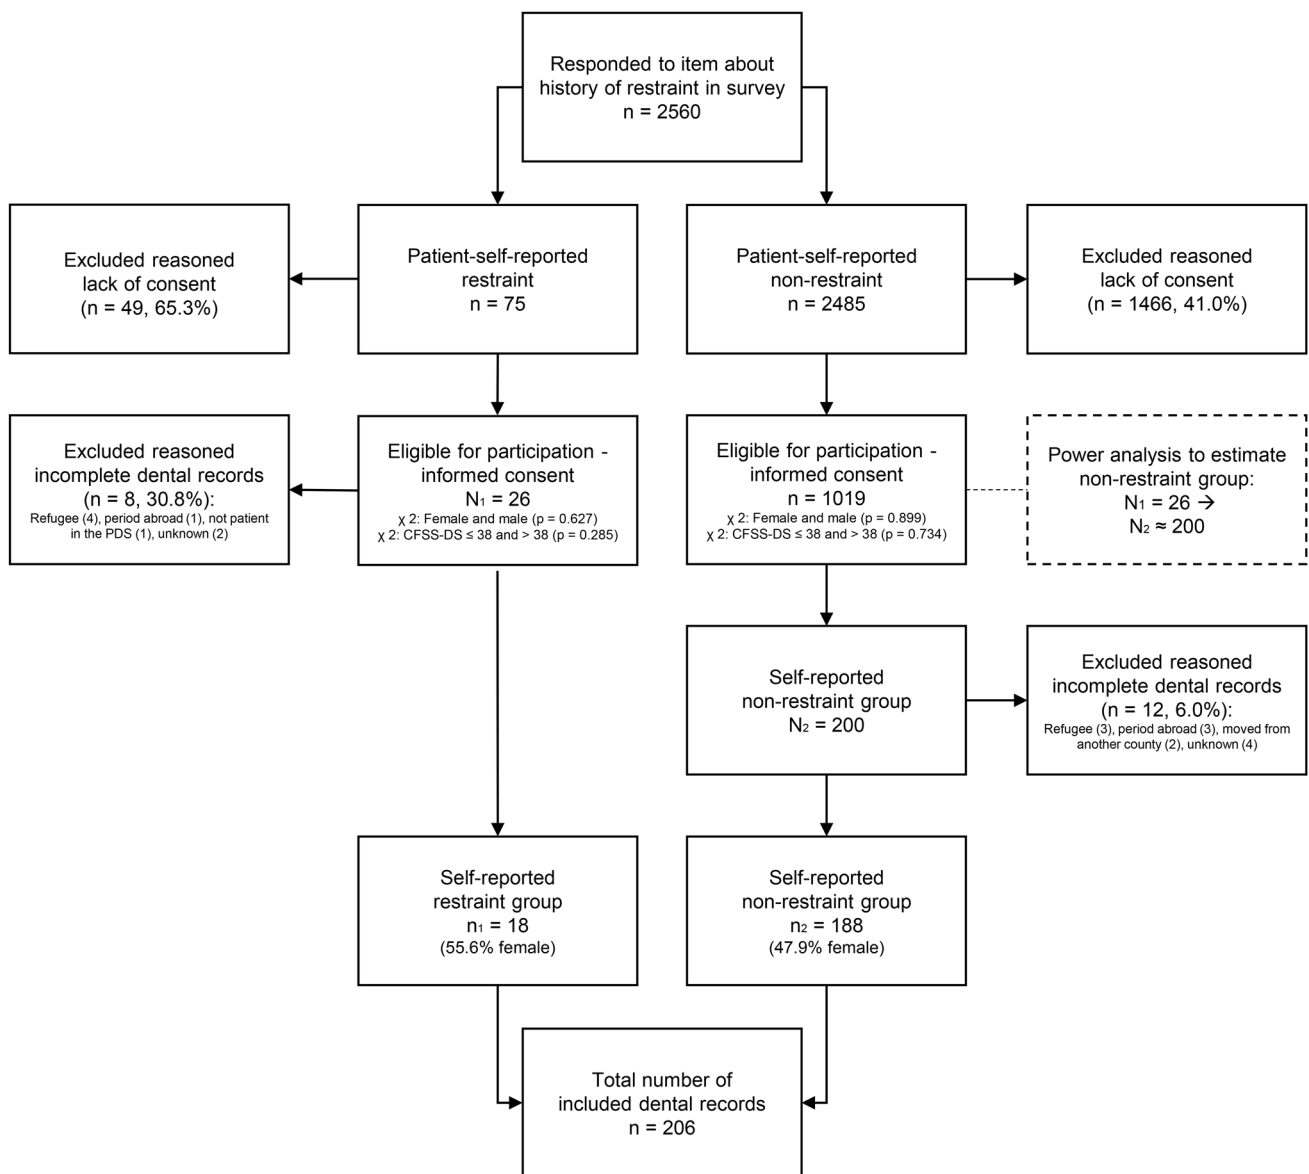 Responded to item about
history of restraint in survey
n = 2560
Excluded reasoned
lack of consent
(n = 49, 65.3%)
Patient-self-reported
restraint
n = 75
Patient-self-reported
non-restraint
n = 2485
Excluded reasoned
lack of consent
(n = 1466, 41.0%)
Excluded reasoned
incomplete dental records
(n = 8, 30.8%):
Refugee (4), period abroad (1), not patient
in the PDS (1), unknown (2)
Eligible for participation -
informed consent
N₁ = 26
χ 2: Female and male (p = 0.627)
χ 2: CFSS-DS ≤ 38 and > 38 (p = 0.285)
Eligible for participation -
informed consent
n = 1019
χ 2: Female and male (p = 0.899)
χ 2: CFSS-DS ≤ 38 and > 38 (p = 0.734)
Power analysis to estimate
non-restraint group:
N₁ = 26 →
N₂ ≈ 200
Self-reported
non-restraint group
N₂ = 200
Excluded reasoned
incomplete dental records
(n = 12, 6.0%):
Refugee (3), period abroad (3), moved from
another county (2), unknown (4)
Self-reported
restraint group
n₁ = 18
(55.6% female)
Self-reported
non-restraint group
n₂ = 188
(47.9% female)
Total number of
included dental records
n = 206